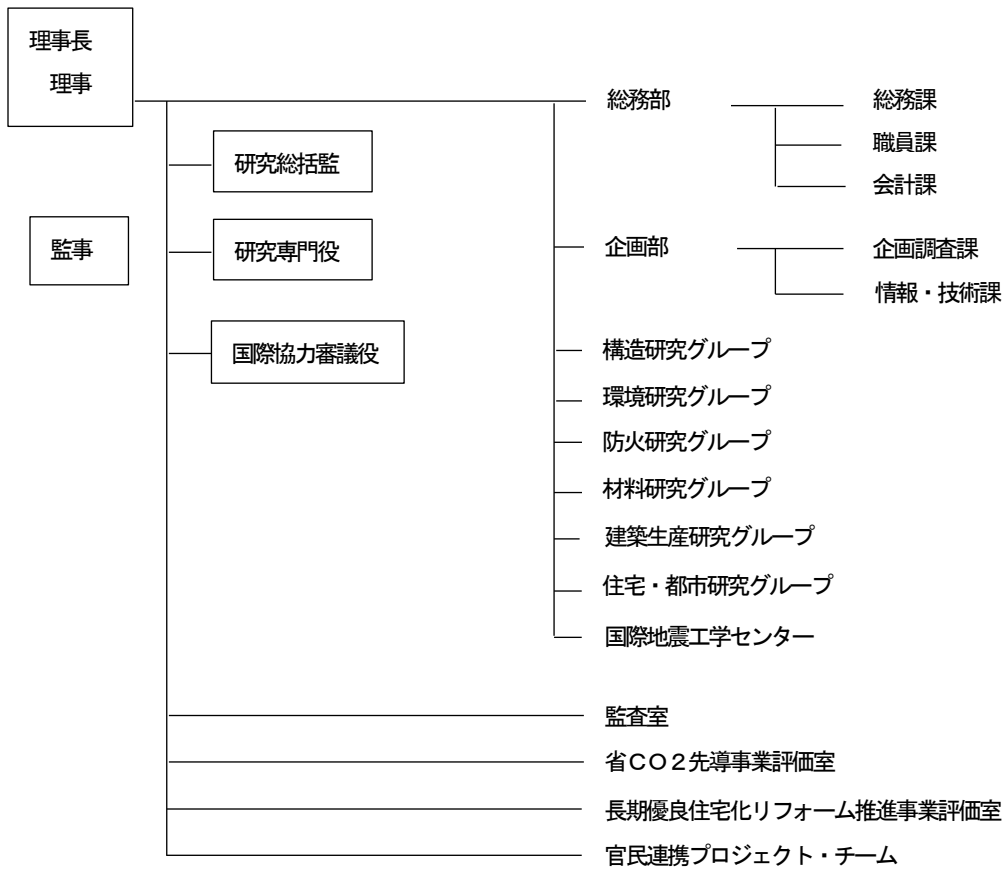 理事長
理事
総務部
総務課
職員課
会計課
研究総括監
監事
研究専門役
企画部
企画調査課
情報・技術課
国際協力審議役
構造研究グループ
環境研究グループ
防火研究グループ
材料研究グループ
建築生産研究グループ
住宅・都市研究グループ
国際地震工学センター
監査室
省ＣＯ２先導事業評価室
長期優良住宅化リフォーム推進事業評価室
官民連携プロジェクト・チーム